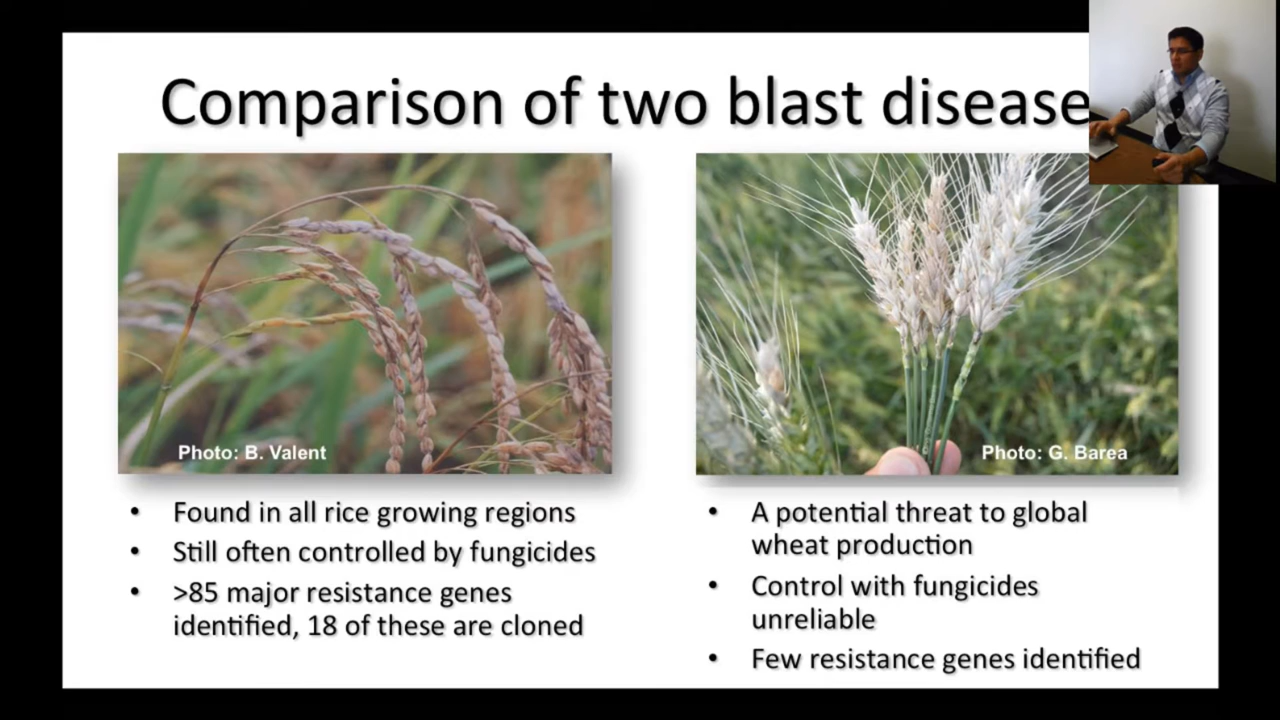 Comparison of two blast disease
Photo: B. Valent
Photo: G. Barea
• Found in all rice growing regions
• Still often controlled by fungicides
• >85 major resistance genes
identified, 18 of these are cloned
• A potential threat to global
wheat production
• Control with fungicides
unreliable
• Few resistance genes identified